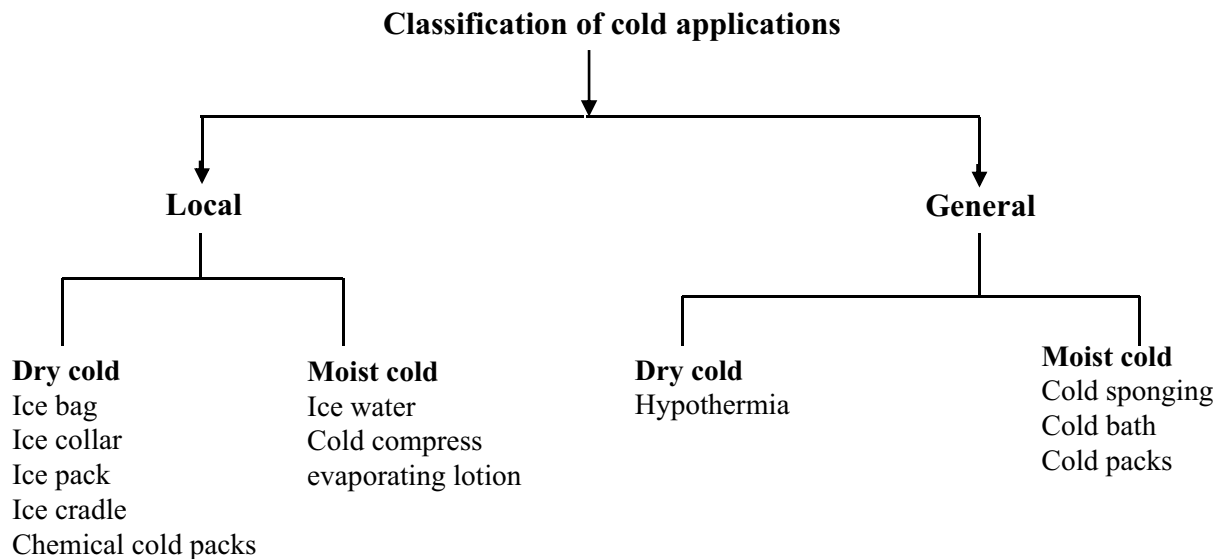 Classification of cold applications
Local
General
Dry cold
Ice bag
Ice collar
Ice pack
Ice cradle
Chemical cold packs
Moist cold
Ice water
Cold compress
evaporating lotion
Dry cold
Hypothermia
Moist cold
Cold sponging
Cold bath
Cold packs